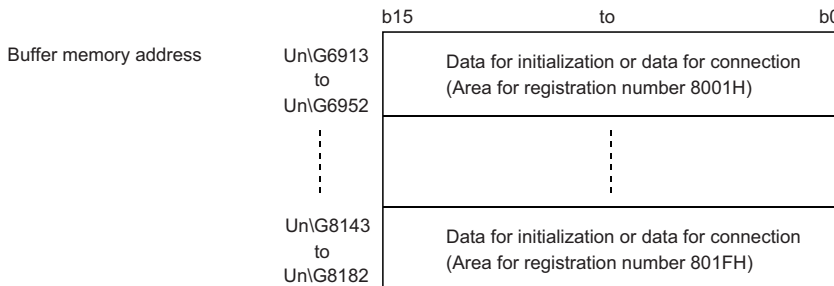 b15 to b0
Buffer memory address
Un\G6913
to
Un\G6952
Data for initialization or data for connection
(Area for registration number 8001H)
Un\G8143
to
Un\G8182
Data for initialization or data for connection
(Area for registration number 801FH)